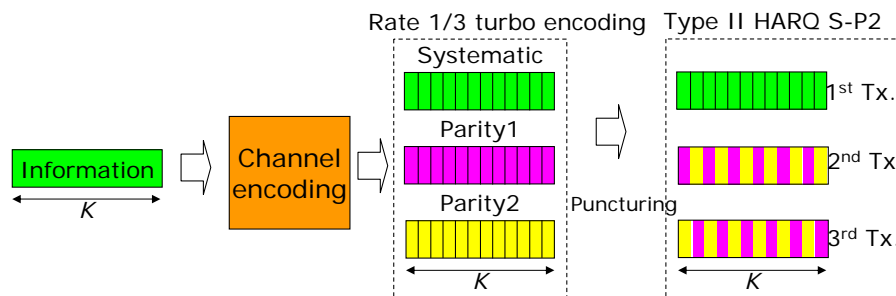 Rate 1/3 turbo encoding
Type II HARQ S-P2
Systematic
1st Tx.
Information
Channel
encoding
Parity1
2nd Tx
K
Parity2
Puncturing
3rd Tx.
K
K